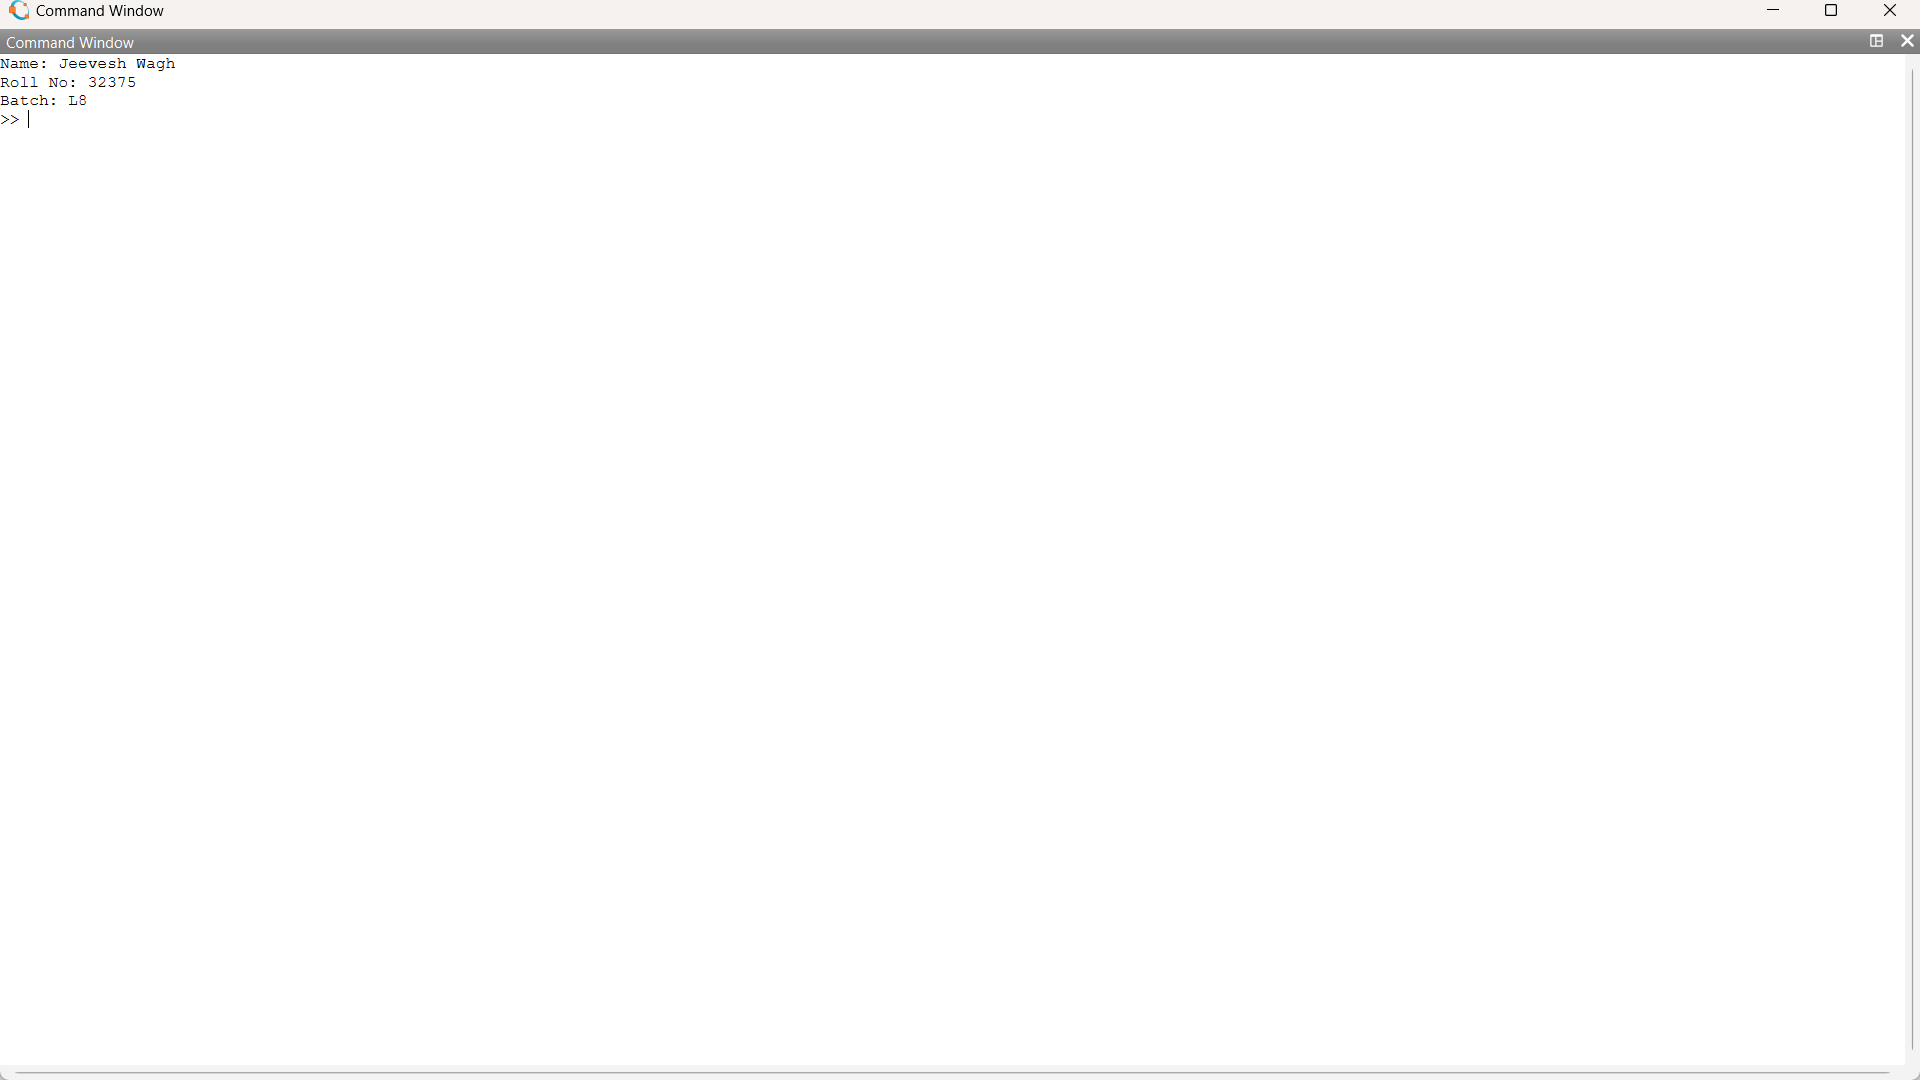 Command Window
Command Window
Name: Jeevesh Wagh
Roll No: 32375
Batch: L8
>>